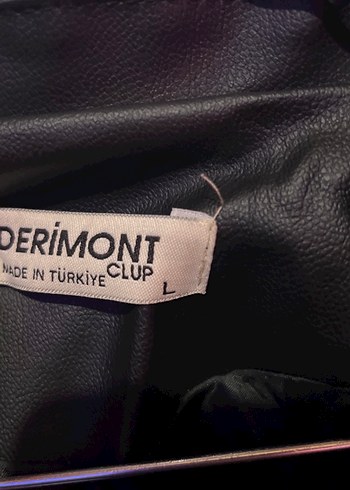 DERİMONT
CLUP
MADE IN TÜRKİYE
L